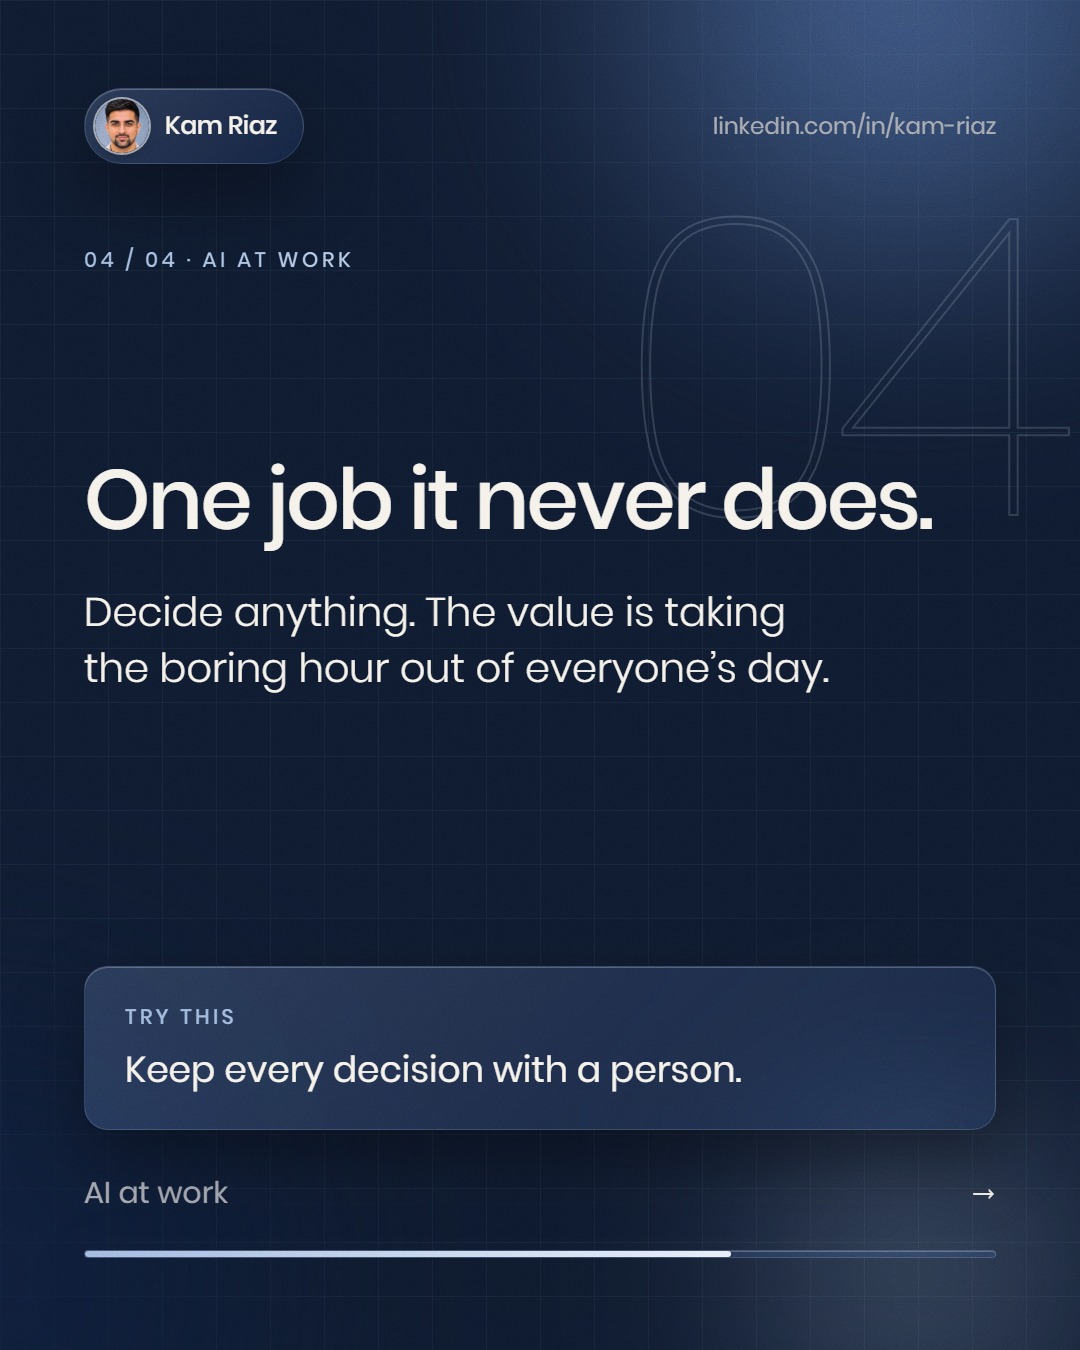 Kam Riaz
linkedin.com/in/kam-riaz
04 / 04 · AI AT WORK
04
One job it never does.
Decide anything. The value is taking
the boring hour out of everyone’s day.
TRY THIS
Keep every decision with a person.
AI at work
→